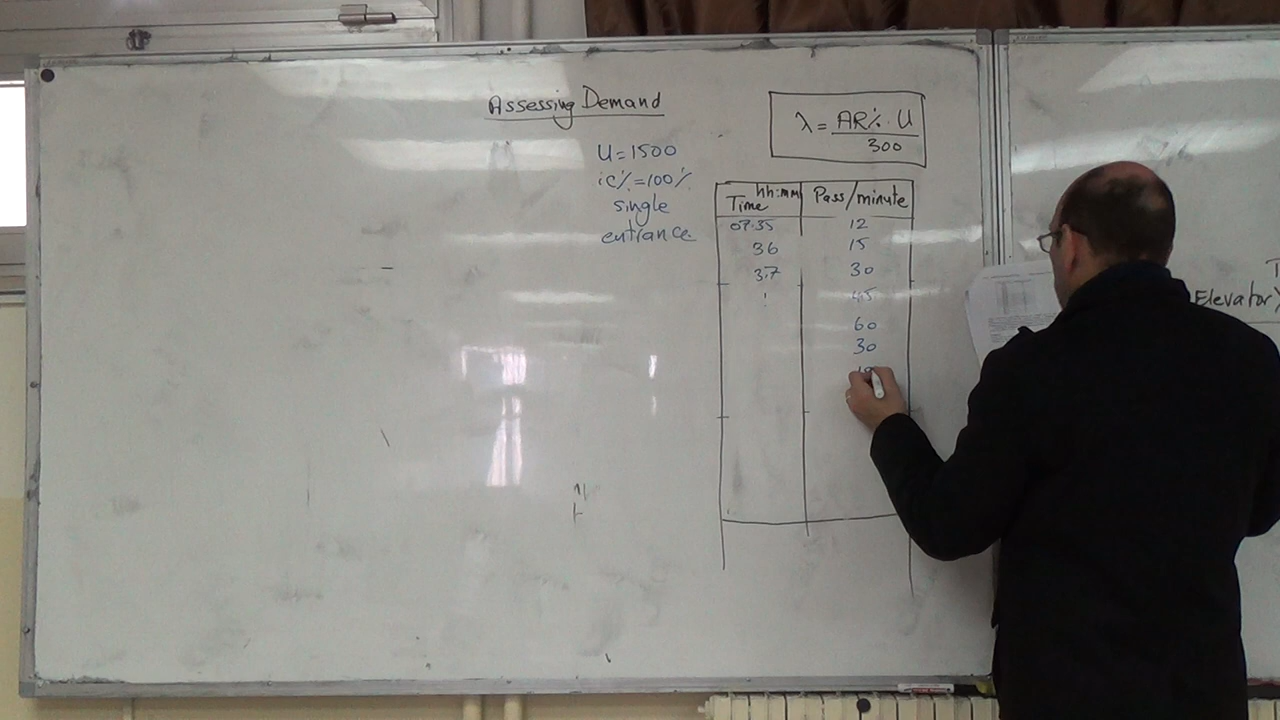 Assessing Demand
λ = AR% · U
300
U = 1500
ic% = 100%
single
entrance
Time hh:mm Pass/minute
07:35 12
36 15
37 30
45
60
30
Elevator